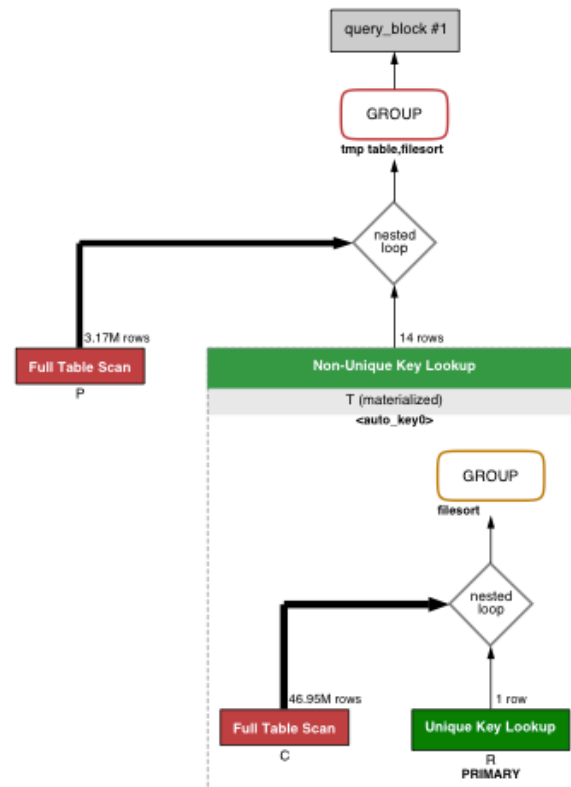 query_block #1
GROUP
tmp table,filesort
nested
loop
3.17M rows
14 rows
Full Table Scan
P
Non-Unique Key Lookup
T (materialized)
<auto_key0>
GROUP
filesort
nested
loop
46.95M rows
1 row
Full Table Scan
C
Unique Key Lookup
R
PRIMARY